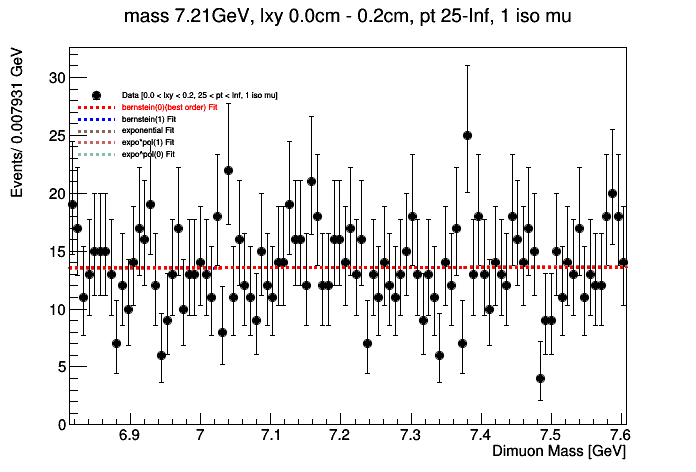 mass 7.21GeV, lxy 0.0cm - 0.2cm, pt 25-Inf, 1 iso mu
Events/ 0.007931 GeV
30
25
20
15
10
5
0
Data [0.0 < lxy < 0.2, 25 < pt < Inf, 1 iso mu]
bernstein(0)(best order) Fit
bernstein(1) Fit
exponential Fit
expo*pol(1) Fit
expo*pol(0) Fit
6.9 7 7.1 7.2 7.3 7.4 7.5 7.6
Dimuon Mass [GeV]